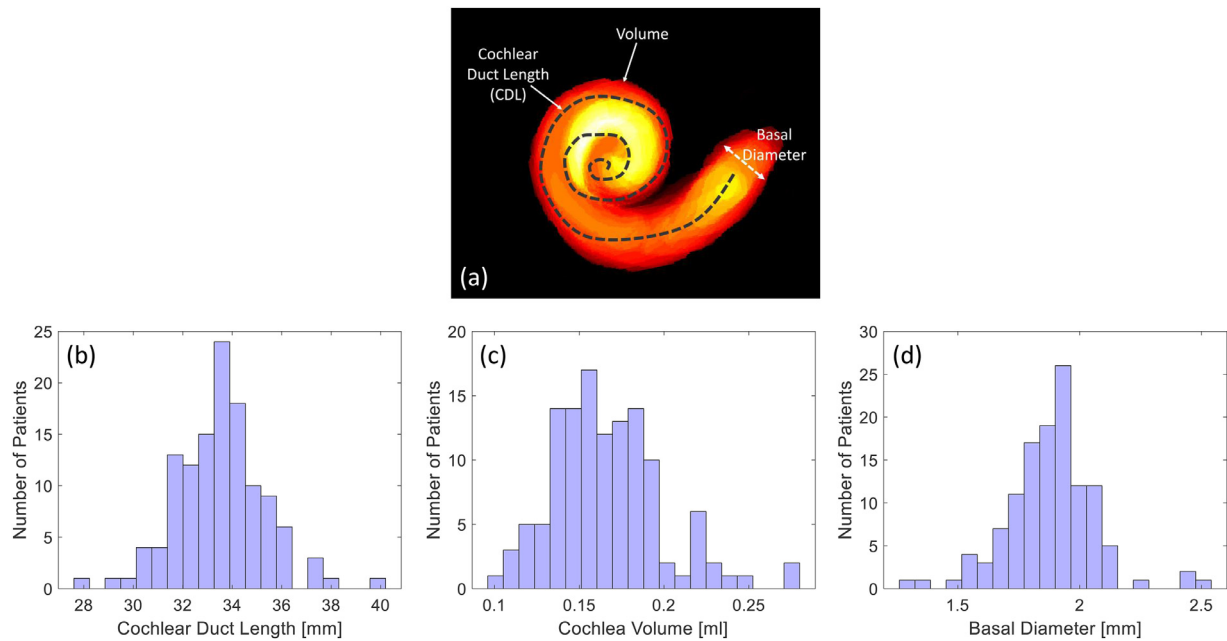 Volume
Cochlear
Duct Length
(CDL)
Basal
Diameter
(a)
(b)
25
20
15
10
5
0
Number of Patients
28
30
32
34
36
38
40
Cochlear Duct Length [mm]
(c)
20
15
10
5
0
Number of Patients
0.1
0.15
0.2
0.25
Cochlea Volume [ml]
(d)
30
25
20
15
10
5
0
Number of Patients
1.5
2
2.5
Basal Diameter [mm]